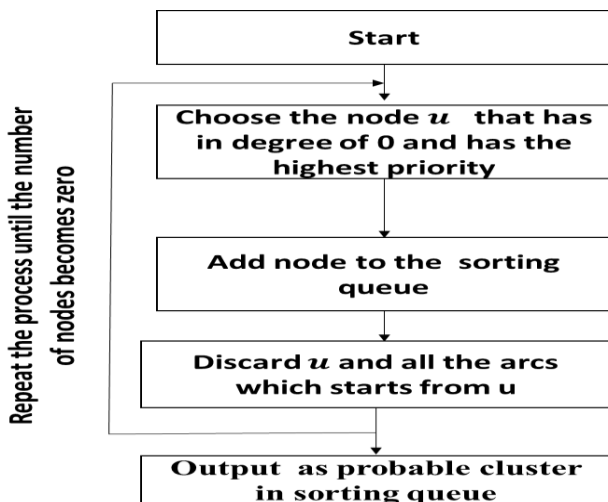 Start
Choose the node u that has
in degree of 0 and has the
highest priority
Add node to the sorting
queue
Discard u and all the arcs
which starts from u
Output as probable cluster
in sorting queue
Repeat the process until the number
of nodes becomes zero